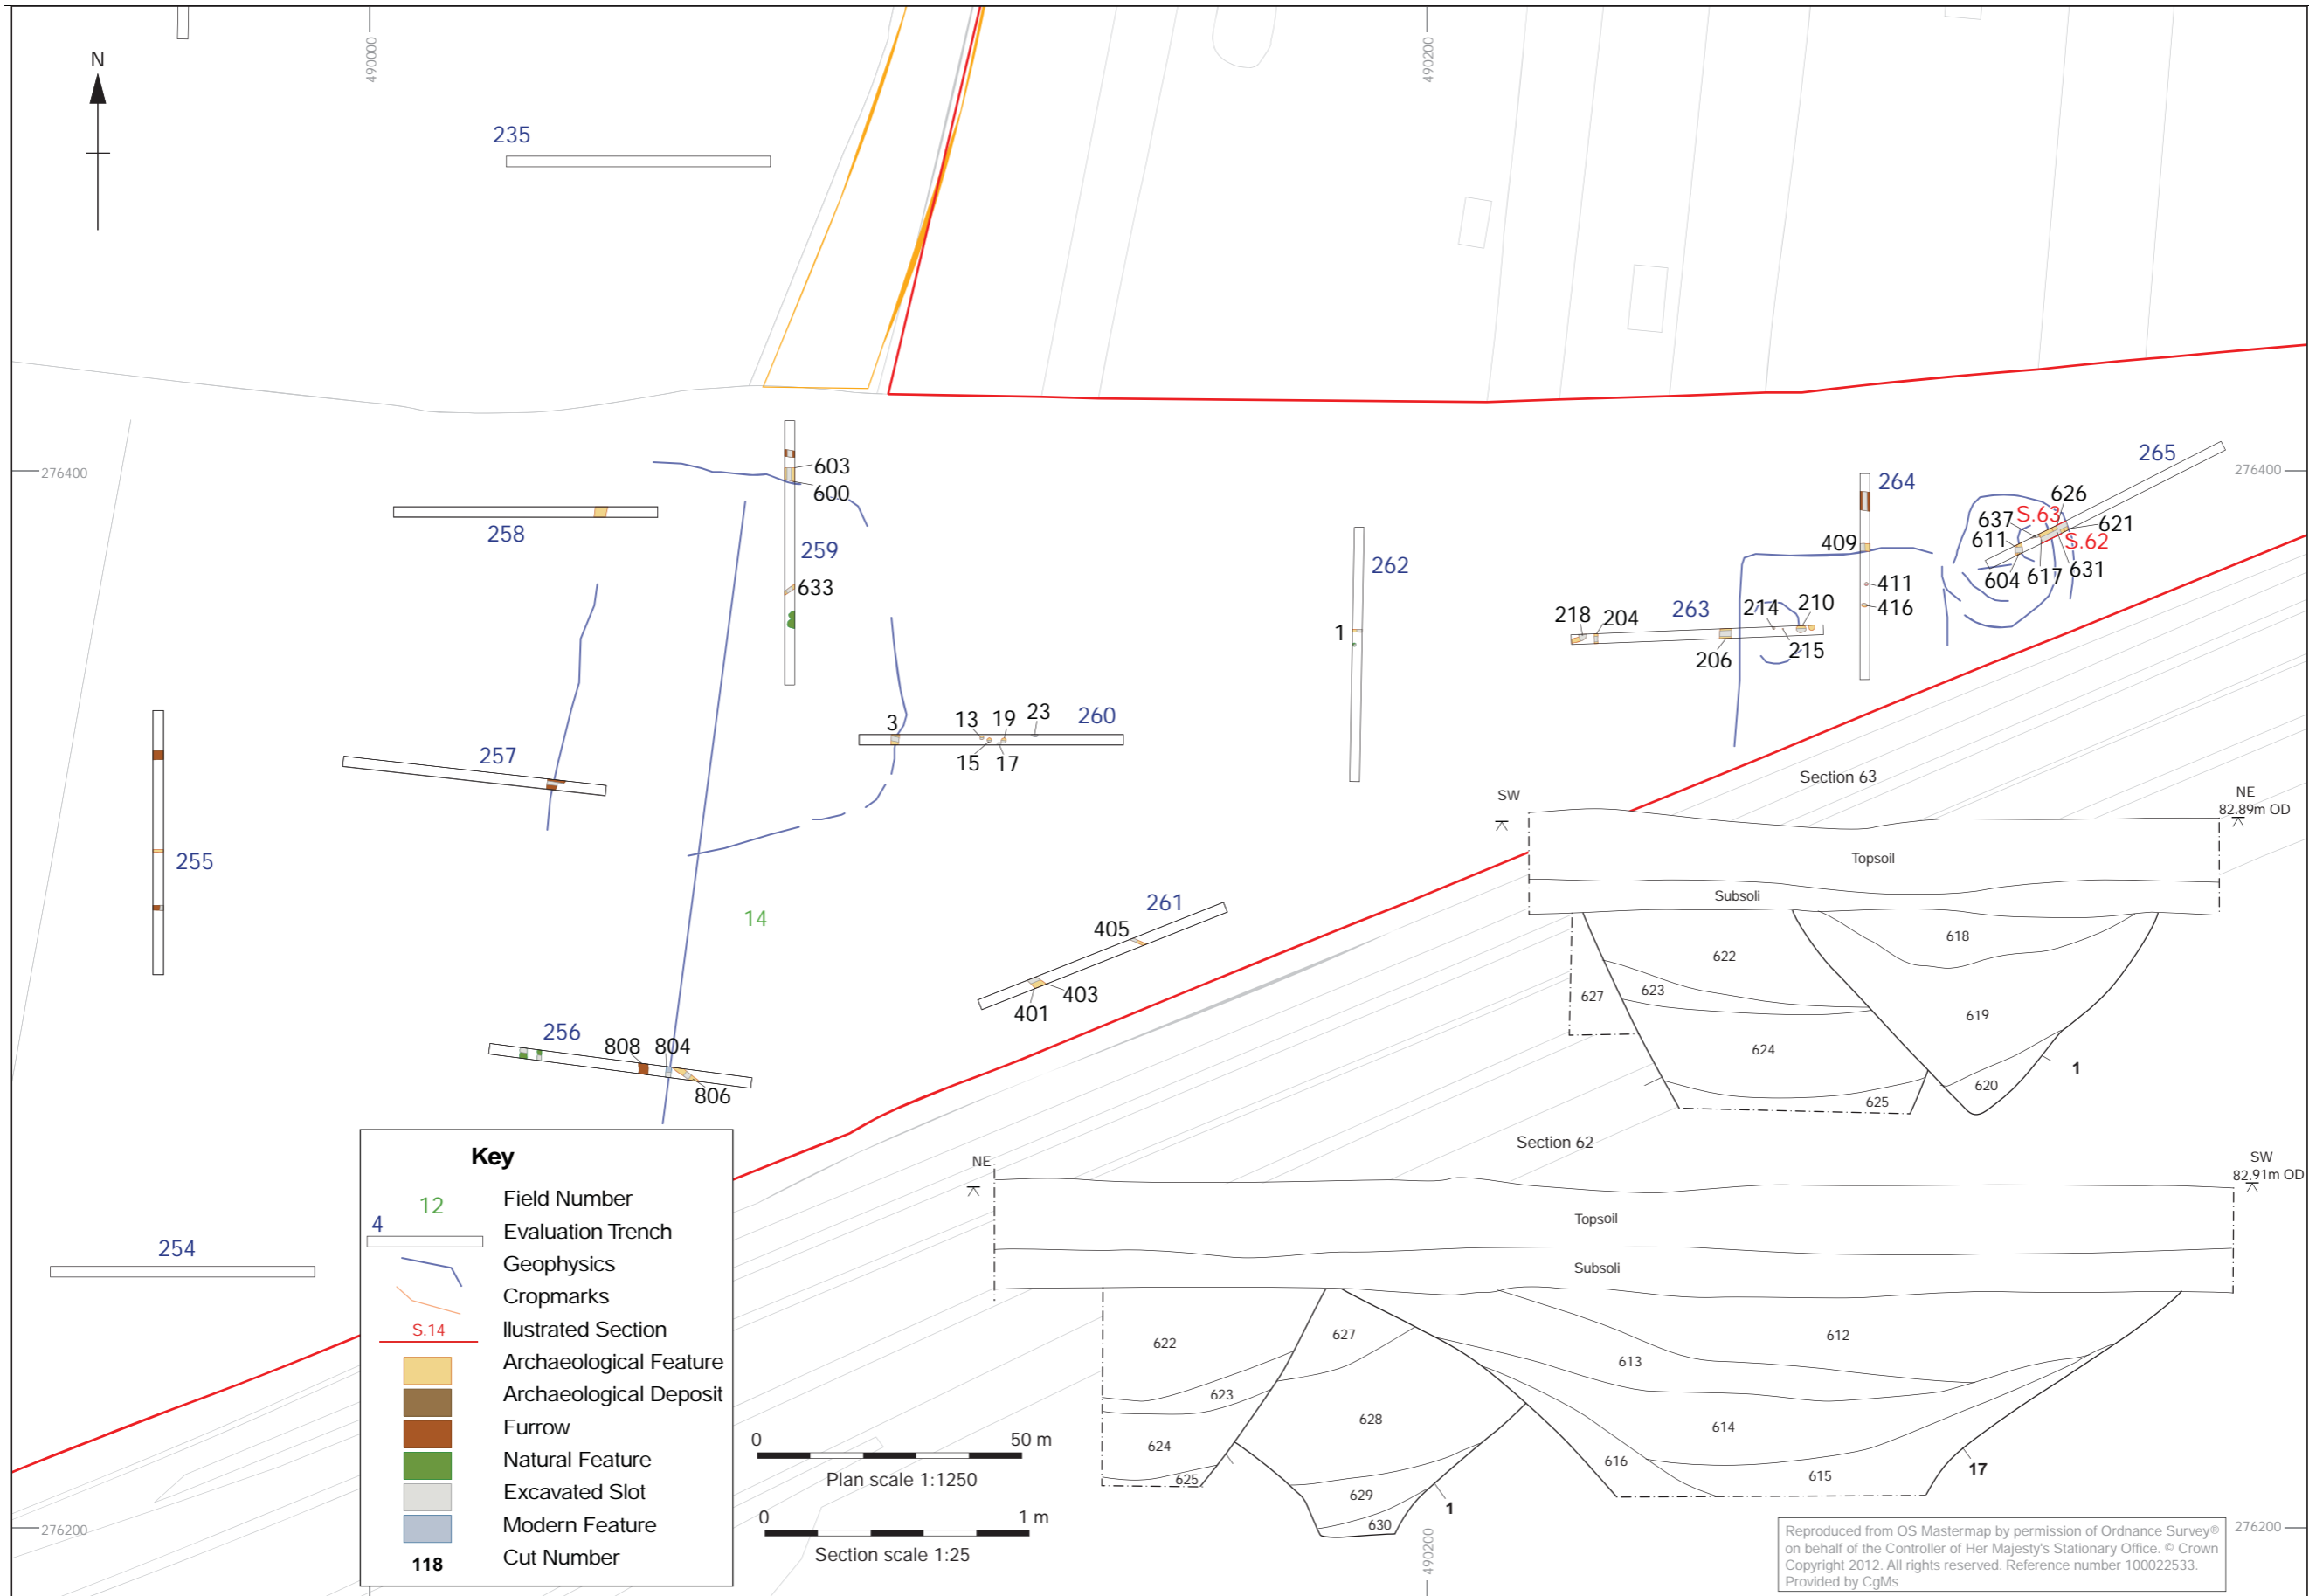 N
490000
490200
235
276400
276400
603
600
258
259
633
262
1
264
409
411
416
265
626
637
S.63
621
611
S.62
604
617
631
218
204
263
214
210
206
215
257
3
13
19
23
260
15
17
255
14
261
405
403
401
256
808
804
806
254
Section 63
SW
NE
82.89m OD
Topsoil
Subsoli
618
622
627
623
619
624
1
620
625
Section 62
NE
SW
82.91m OD
Topsoil
Subsoli
622
627
612
613
623
628
614
624
616
625
615
17
629
1
630
Key
12
Field Number
4
Evaluation Trench
Geophysics
Cropmarks
S.14
Ilustrated Section
Archaeological Feature
Archaeological Deposit
Furrow
Natural Feature
Excavated Slot
Modern Feature
118
Cut Number
0
50 m
Plan scale 1:1250
0
1 m
Section scale 1:25
276200
490200
276200
Reproduced from OS Mastermap by permission of Ordnance Survey®
on behalf of the Controller of Her Majesty's Stationary Office. © Crown
Copyright 2012. All rights reserved. Reference number 100022533.
Provided by CgMs